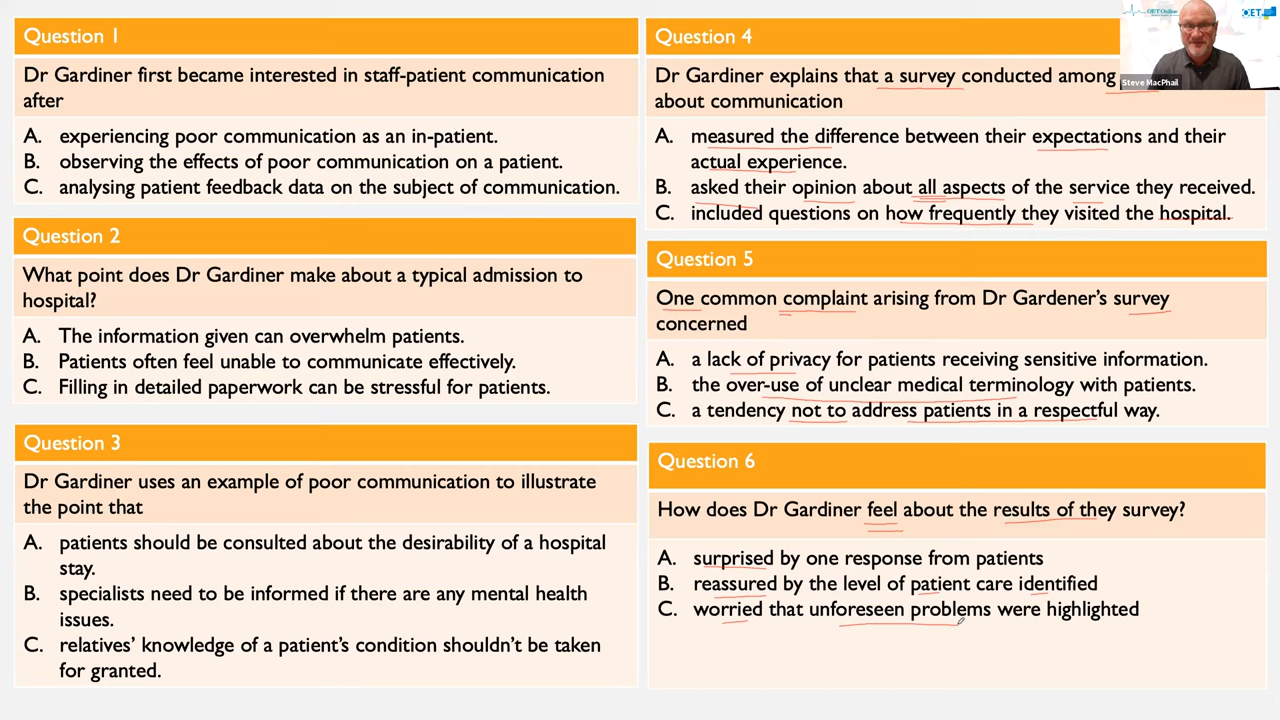 Question 1
Dr Gardiner first became interested in staff-patient communication
after
A. experiencing poor communication as an in-patient.
B. observing the effects of poor communication on a patient.
C. analysing patient feedback data on the subject of communication.
Question 2
What point does Dr Gardiner make about a typical admission to
hospital?
A. The information given can overwhelm patients.
B. Patients often feel unable to communicate effectively.
C. Filling in detailed paperwork can be stressful for patients.
Question 3
Dr Gardiner uses an example of poor communication to illustrate
the point that
A. patients should be consulted about the desirability of a hospital
stay.
B. specialists need to be informed if there are any mental health
issues.
C. relatives' knowledge of a patient's condition shouldn't be taken
for granted.
Question 4
Dr Gardiner explains that a survey conducted among
about communication
A. measured the difference between their expectations and their
actual experience.
B. asked their opinion about all aspects of the service they received.
C. included questions on how frequently they visited the hospital.
Question 5
One common complaint arising from Dr Gardener's survey
concerned
A. a lack of privacy for patients receiving sensitive information.
B. the over-use of unclear medical terminology with patients.
C. a tendency not to address patients in a respectful way.
Question 6
How does Dr Gardiner feel about the results of they survey?
A. surprised by one response from patients
B. reassured by the level of patient care identified
C. worried that unforeseen problems were highlighted
OET Online
OET
Steve MacPhail